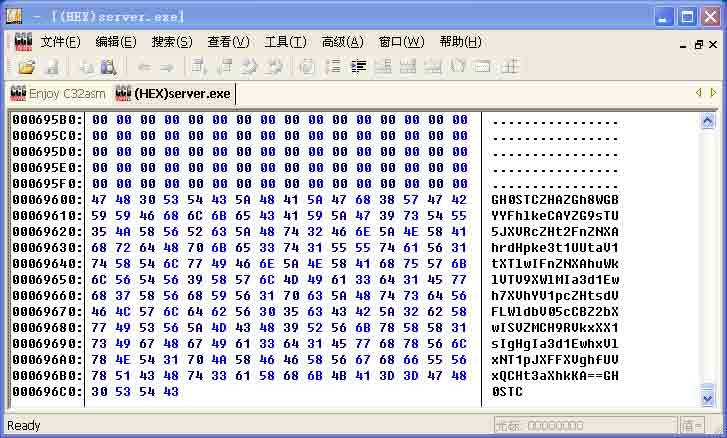 - [(HEX)server.exe]
文件(F) 编辑(E) 搜索(S) 查看(V) 工具(T) 高级(A) 窗口(W) 帮助(H)
Enjoy C32asm (HEX)server.exe
000695B0: 00 00 00 00 00 00 00 00 00 00 00 00 00 00 00 00 ................
000695C0: 00 00 00 00 00 00 00 00 00 00 00 00 00 00 00 00 ................
000695D0: 00 00 00 00 00 00 00 00 00 00 00 00 00 00 00 00 ................
000695E0: 00 00 00 00 00 00 00 00 00 00 00 00 00 00 00 00 ................
000695F0: 00 00 00 00 00 00 00 00 00 00 00 00 00 00 00 00 ................
00069600: 47 48 30 53 54 43 5A 48 41 5A 47 68 38 57 47 42 GH0STCZHAZGh8WGB
00069610: 59 59 46 68 6C 6B 65 43 41 59 5A 47 39 73 54 55 YYFhlkeCAYZG9sTU
00069620: 35 4A 58 56 52 63 5A 48 74 32 46 6E 5A 4E 58 41 5JXVRcZHt2FnZNXA
00069630: 68 72 64 48 70 6B 65 33 74 31 55 55 74 61 56 31 hrdHpke3t1UUtaV1
00069640: 74 58 54 6C 77 49 46 6E 5A 4E 58 41 68 75 57 6B tXTlwIFnZNXAhuWk
00069650: 6C 56 54 56 39 58 57 6C 4D 49 61 33 64 31 45 77 lVTV9XWlMIa3d1Ew
00069660: 68 37 58 56 68 59 56 31 70 63 5A 48 74 73 64 56 h7XVhYV1pcZHtsdV
00069670: 46 4C 57 6C 64 62 56 30 35 63 43 42 5A 32 62 58 FLWldbV05cCBZ2bX
00069680: 77 49 53 56 5A 4D 43 48 39 52 56 6B 78 58 58 31 wISVZMCH9RVkxXX1
00069690: 73 49 67 48 67 49 61 33 64 31 45 77 68 78 56 6C sIgHgIa3d1EwhxVl
000696A0: 78 4E 54 31 70 4A 58 46 46 58 56 67 68 66 55 56 xNT1pJXFFXVghfUV
000696B0: 78 51 43 48 74 33 61 58 68 6B 4B 41 3D 3D 47 48 xQCHt3aXhkKA==GH
000696C0: 30 53 54 43 0STC
Ready 光标: 00000000 值=